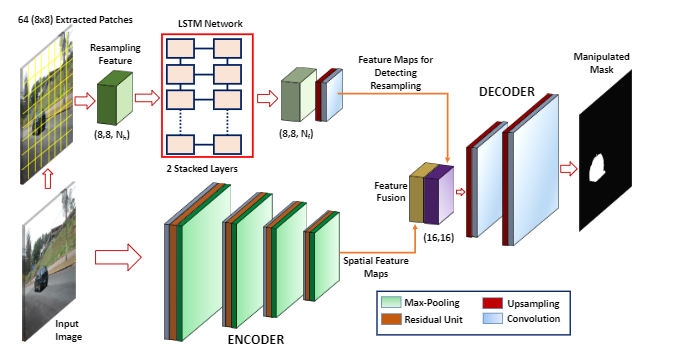 64 (8x8) Extracted Patches
LSTM Network
Resampling
Feature
(8,8, Nh)
2 Stacked Layers
(8,8, Nf)
Feature Maps for
Detecting
Resampling
DECODER
Manipulated
Mask
Feature
Fusion
(16,16)
Spatial Feature
Maps
Input
Image
ENCODER
Max-Pooling
Upsampling
Residual Unit
Convolution